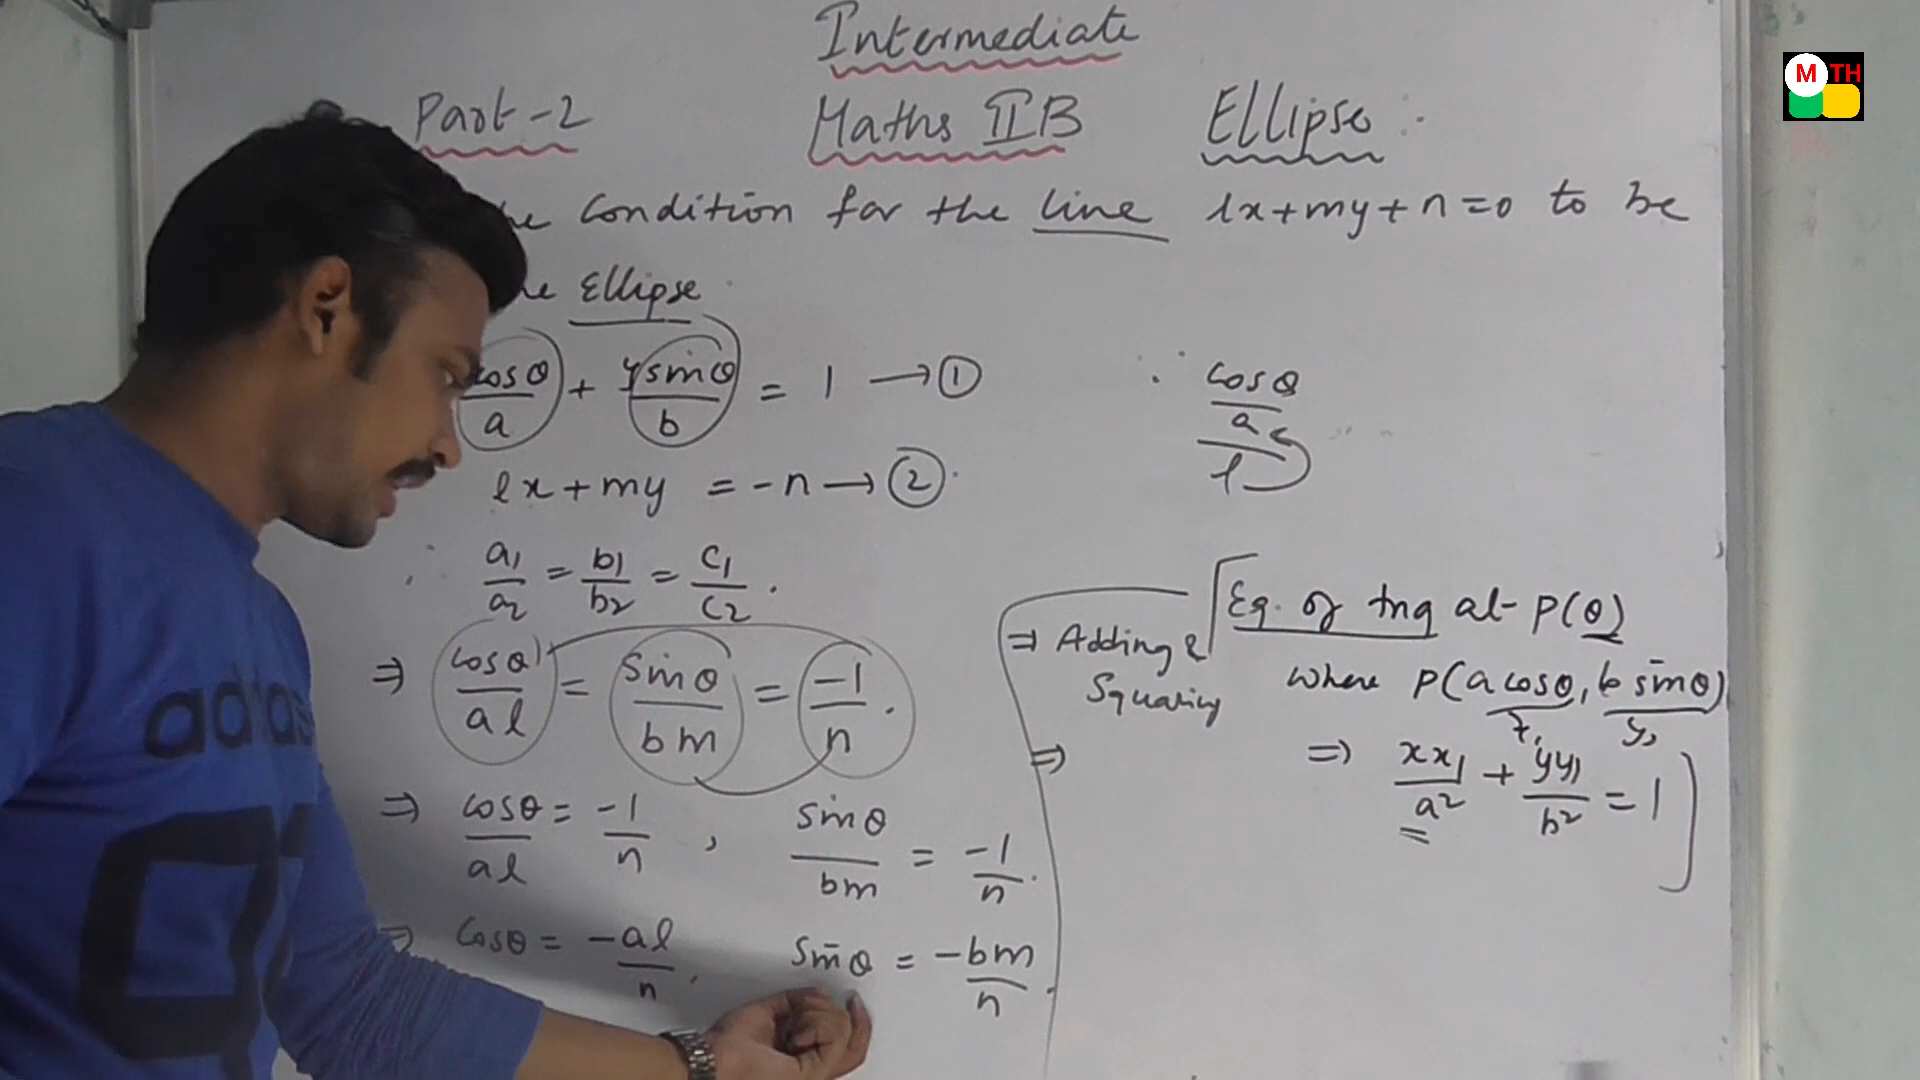 Intermediate
Part-2 Maths IIB Ellipse
Condition for the line lx+my+n=0 to be
Ellipse
cosθ/a + ysinθ/b = 1 → ①
lx+my = -n → ②
∴ a1/a2 = b1/b2 = c1/c2.
⇒ cosθ/al = sinθ/bm = -1/n.
⇒ cosθ/al = -1/n, sinθ/bm = -1/n.
⇒ cosθ = -al/n, sinθ = -bm/n.
cosθ/a/l
⇒ Adding &
Squaring
⇒
Eq. of tng at P(θ)
where P(a cosθ, b sinθ)
x1 y1
⇒ xx1/a² + yy1/b² = 1
adidas
M TH